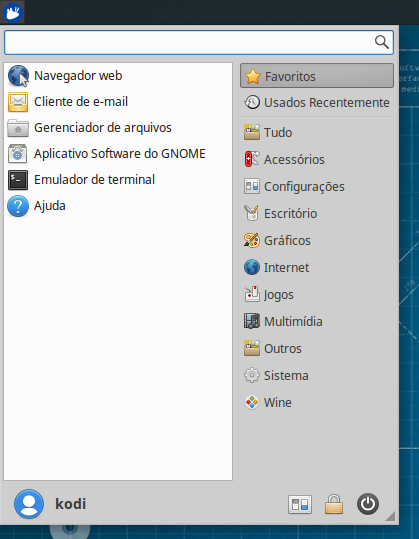 Navegador web
Cliente de e-mail
Gerenciador de arquivos
Aplicativo Software do GNOME
Emulador de terminal
Ajuda
Favoritos
Usados Recentemente
Tudo
Acessórios
Configurações
Escritório
Gráficos
Internet
Jogos
Multimídia
Outros
Sistema
Wine
kodi